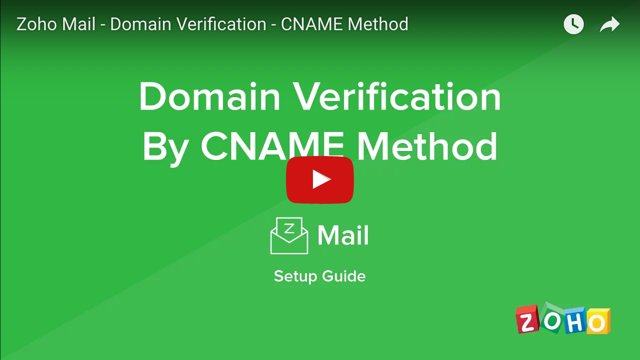 Zoho Mail - Domain Verification - CNAME Method
Domain Verification
By CNAME Method
Z Mail
Setup Guide
ZOHO